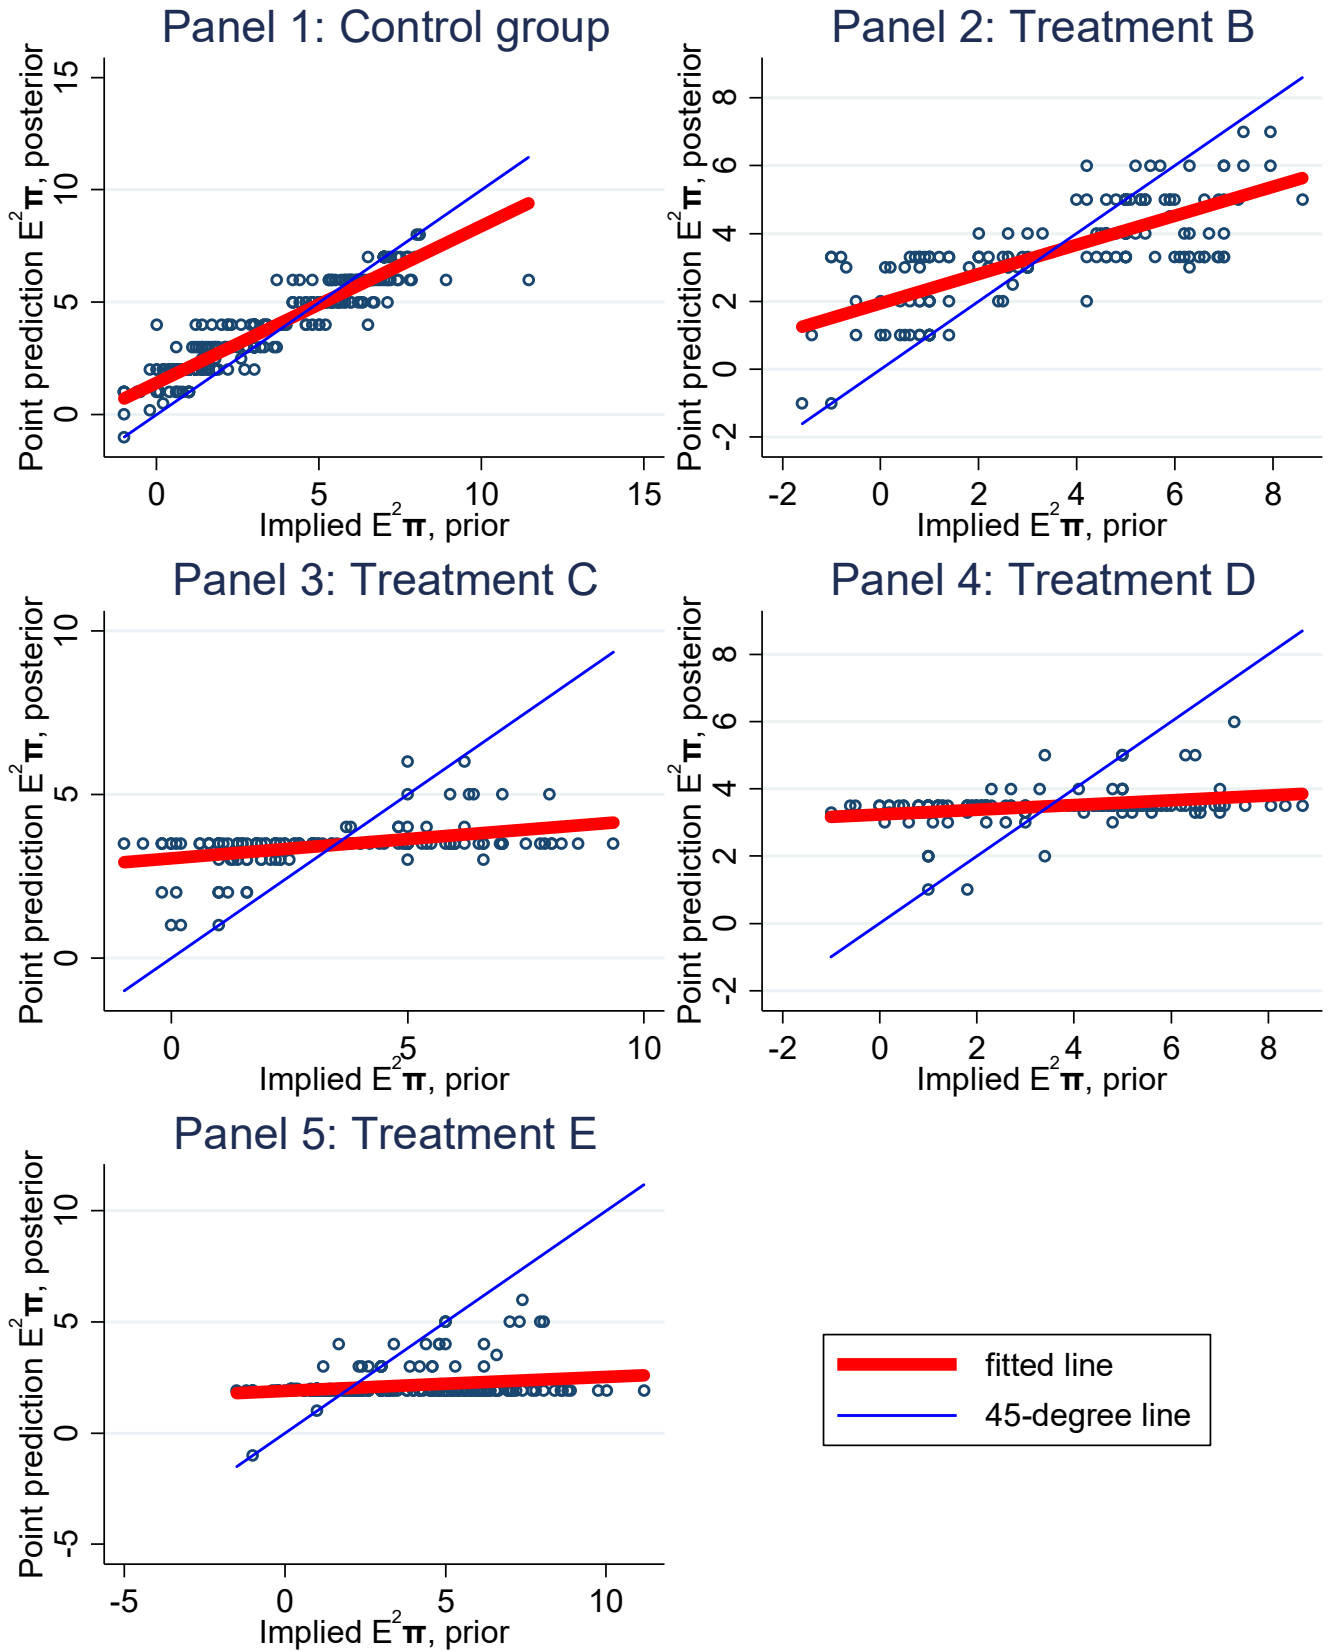 Panel 1: Control group
Point prediction E²π, posterior
15
10
5
0
0
5
10
15
Implied E²π, prior
Panel 2: Treatment B
Point prediction E²π, posterior
8
6
4
2
0
-2
-2
0
2
4
6
8
Implied E²π, prior
Panel 3: Treatment C
Point prediction E²π, posterior
10
5
0
0
5
10
Implied E²π, prior
Panel 4: Treatment D
Point prediction E²π, posterior
8
6
4
2
0
-2
-2
0
2
4
6
8
Implied E²π, prior
Panel 5: Treatment E
Point prediction E²π, posterior
10
5
0
-5
-5
0
5
10
Implied E²π, prior
fitted line
45-degree line